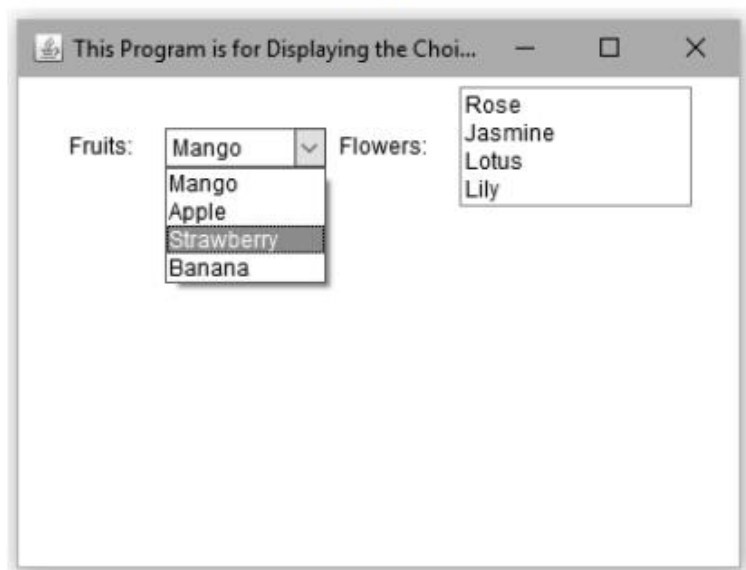 This Program is for Displaying the Choi...
Fruits:
Mango
Mango
Apple
Strawberry
Banana
Flowers:
Rose
Jasmine
Lotus
Lily